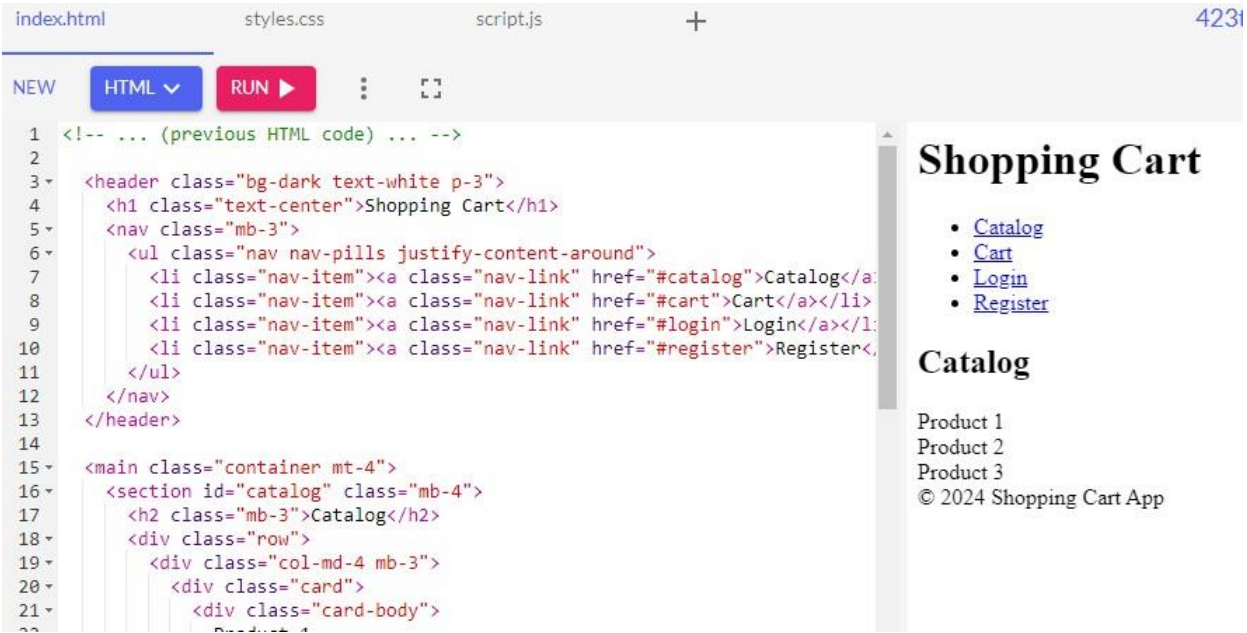 index.html styles.css script.js + 423t
NEW HTML RUN
1 <!-- ... (previous HTML code) ... -->
2
3 <header class="bg-dark text-white p-3">
4 <h1 class="text-center">Shopping Cart</h1>
5 <nav class="mb-3">
6 <ul class="nav nav-pills justify-content-around">
7 <li class="nav-item"><a class="nav-link" href="#catalog">Catalog</a
8 <li class="nav-item"><a class="nav-link" href="#cart">Cart</a></li>
9 <li class="nav-item"><a class="nav-link" href="#login">Login</a></l
10 <li class="nav-item"><a class="nav-link" href="#register">Register<
11 </ul>
12 </nav>
13 </header>
14
15 <main class="container mt-4">
16 <section id="catalog" class="mb-4">
17 <h2 class="mb-3">Catalog</h2>
18 <div class="row">
19 <div class="col-md-4 mb-3">
20 <div class="card">
21 <div class="card-body">
Shopping Cart
Catalog
Cart
Login
Register
Catalog
Product 1
Product 2
Product 3
© 2024 Shopping Cart App